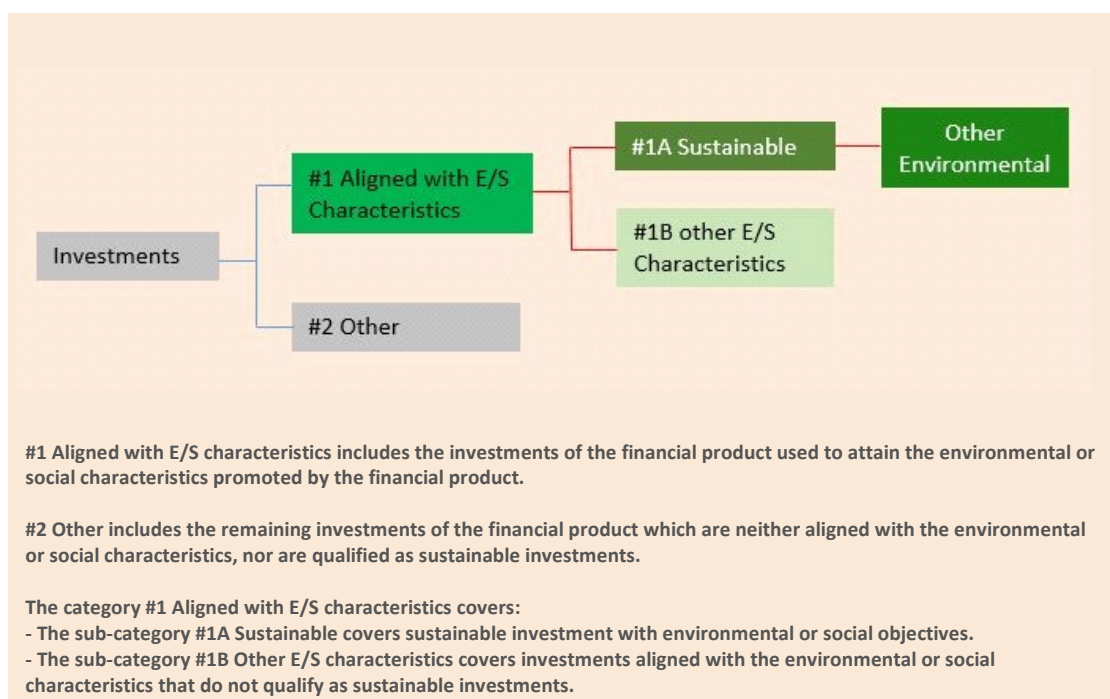 Investments
#1 Aligned with E/S
Characteristics
#2 Other
#1A Sustainable
#1B other E/S
Characteristics
Other
Environmental
#1 Aligned with E/S characteristics includes the investments of the financial product used to attain the environmental or
social characteristics promoted by the financial product.
#2 Other includes the remaining investments of the financial product which are neither aligned with the environmental
or social characteristics, nor are qualified as sustainable investments.
The category #1 Aligned with E/S characteristics covers:
- The sub-category #1A Sustainable covers sustainable investment with environmental or social objectives.
- The sub-category #1B Other E/S characteristics covers investments aligned with the environmental or social
characteristics that do not qualify as sustainable investments.